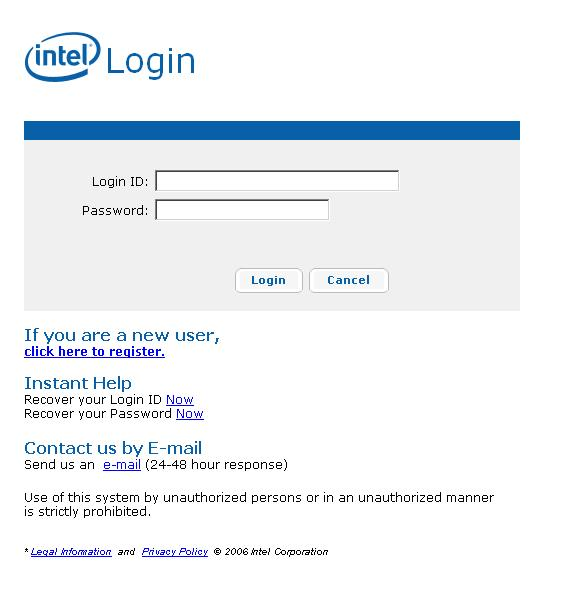 intel Login
Login ID:
Password:
Login Cancel
If you are a new user,
click here to register.
Instant Help
Recover your Login ID Now
Recover your Password Now
Contact us by E-mail
Send us an e-mail (24-48 hour response)
Use of this system by unauthorized persons or in an unauthorized manner
is strictly prohibited.
* Legal Information and Privacy Policy © 2006 Intel Corporation